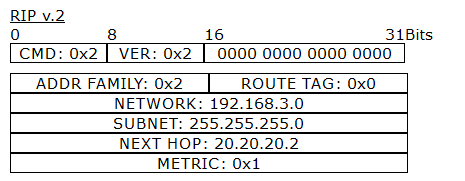 RIP v.2
0 8 16 31Bits
CMD: 0x2 VER: 0x2 0000 0000 0000 0000
ADDR FAMILY: 0x2 ROUTE TAG: 0x0
NETWORK: 192.168.3.0
SUBNET: 255.255.255.0
NEXT HOP: 20.20.20.2
METRIC: 0x1